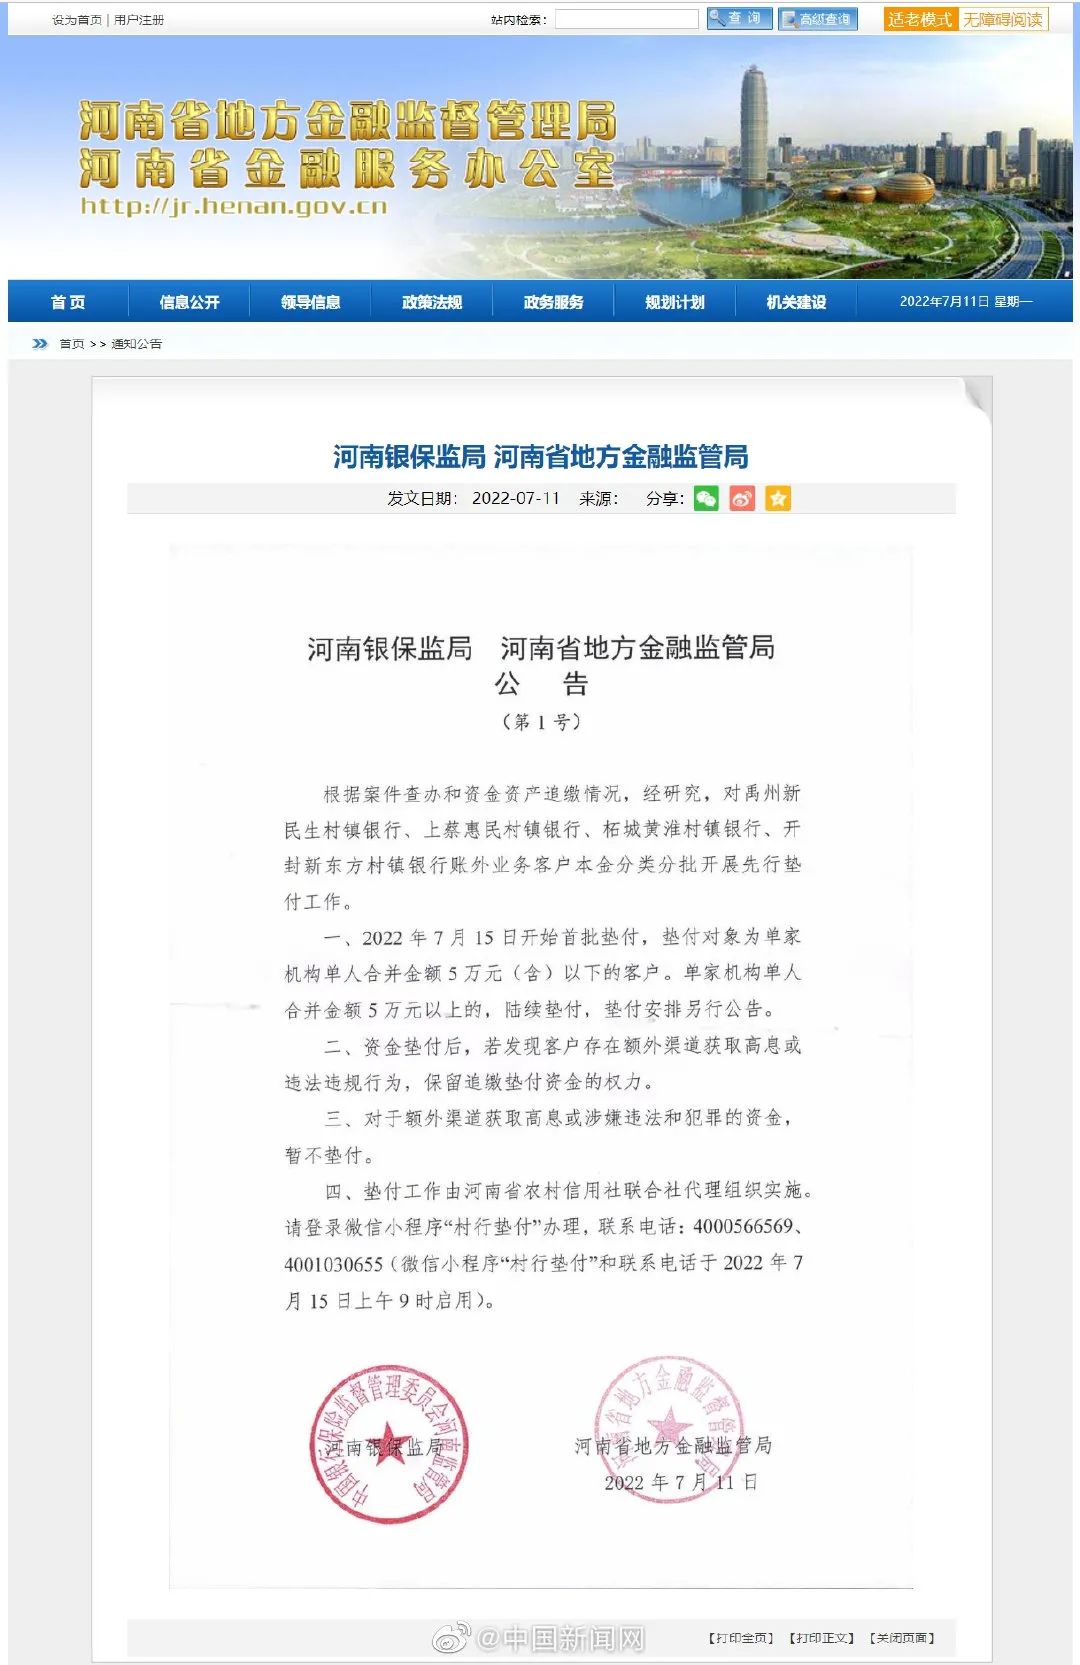 设为首页 | 用户注册
站内检索：
查 询
高级查询
适老模式
无障碍阅读
河南省地方金融监督管理局
河南省金融服务办公室
http://jr.henan.gov.cn
首 页
信息公开
领导信息
政策法规
政务服务
规划计划
机关建设
2022年7月11日 星期一
首页 >> 通知公告
河南银保监局 河南省地方金融监管局
发文日期： 2022-07-11 来源： 分享：
河南银保监局 河南省地方金融监管局
公 告
（第 1 号）
根据案件查办和资金资产追缴情况，经研究，对禹州新
民生村镇银行、上蔡惠民村镇银行、柘城黄淮村镇银行、开
封新东方村镇银行账外业务客户本金分类分批开展先行垫
付工作。
一、2022 年 7 月 15 日开始首批垫付，垫付对象为单家
机构单人合并金额 5 万元（含）以下的客户。单家机构单人
合并金额 5 万元以上的，陆续垫付，垫付安排另行公告。
二、资金垫付后，若发现客户存在额外渠道获取高息或
违法违规行为，保留追缴垫付资金的权力。
三、对于额外渠道获取高息或涉嫌违法和犯罪的资金，
暂不垫付。
四、垫付工作由河南省农村信用社联合社代理组织实施。
请登录微信小程序“村行垫付”办理，联系电话：4000566569、
4001030655（微信小程序“村行垫付”和联系电话于 2022 年 7
月 15 日上午 9 时启用）。
中国银行保险监督管理委员会河南监管局
河南省地方金融监督管理局
河南银保监局
河南省地方金融监管局
2022 年 7 月 11 日
@中国新闻网
【打印全页】 【打印正文】 【关闭页面】